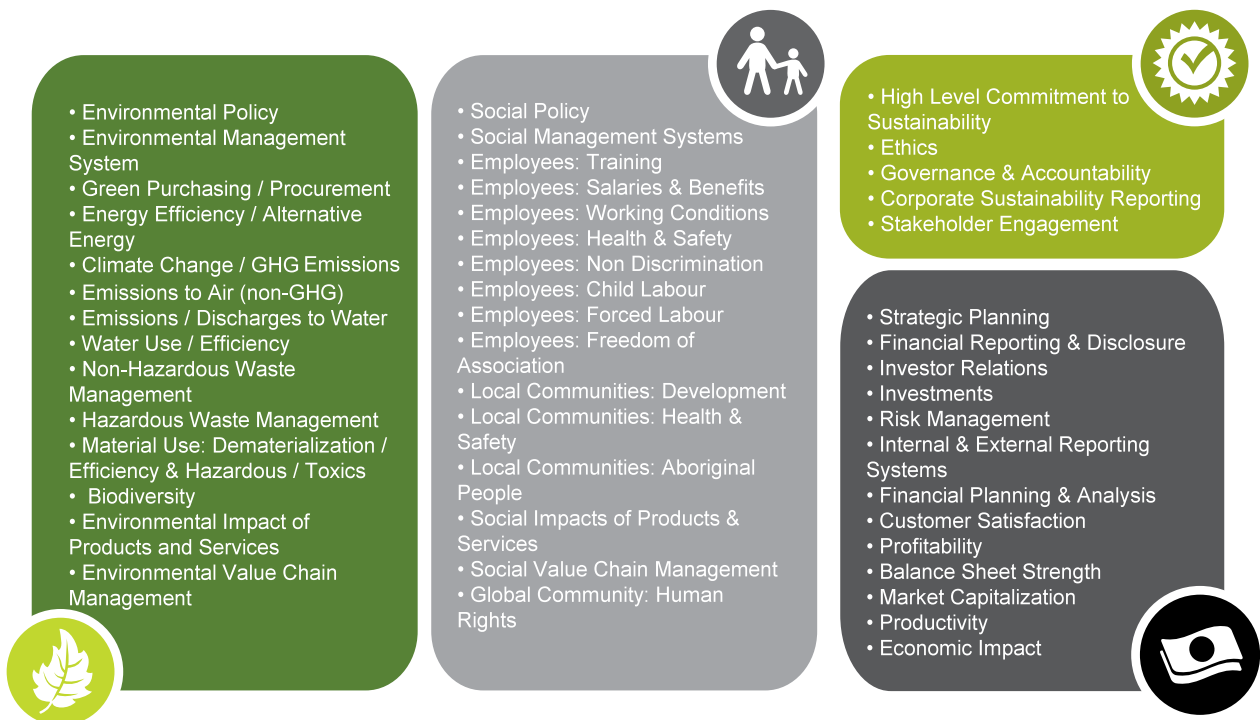 • Environmental Policy
• Environmental Management
System
• Green Purchasing / Procurement
• Energy Efficiency / Alternative
Energy
• Climate Change / GHG Emissions
• Emissions to Air (non-GHG)
• Emissions / Discharges to Water
• Water Use / Efficiency
• Non-Hazardous Waste
Management
• Hazardous Waste Management
• Material Use: Dematerialization /
Efficiency & Hazardous / Toxics
• Biodiversity
• Environmental Impact of
Products and Services
• Environmental Value Chain
Management
• Social Policy
• Social Management Systems
• Employees: Training
• Employees: Salaries & Benefits
• Employees: Working Conditions
• Employees: Health & Safety
• Employees: Non Discrimination
• Employees: Child Labour
• Employees: Forced Labour
• Employees: Freedom of
Association
• Local Communities: Development
• Local Communities: Health &
Safety
• Local Communities: Aboriginal
People
• Social Impacts of Products &
Services
• Social Value Chain Management
• Global Community: Human
Rights
• High Level Commitment to
Sustainability
• Ethics
• Governance & Accountability
• Corporate Sustainability Reporting
• Stakeholder Engagement
• Strategic Planning
• Financial Reporting & Disclosure
• Investor Relations
• Investments
• Risk Management
• Internal & External Reporting
Systems
• Financial Planning & Analysis
• Customer Satisfaction
• Profitability
• Balance Sheet Strength
• Market Capitalization
• Productivity
• Economic Impact